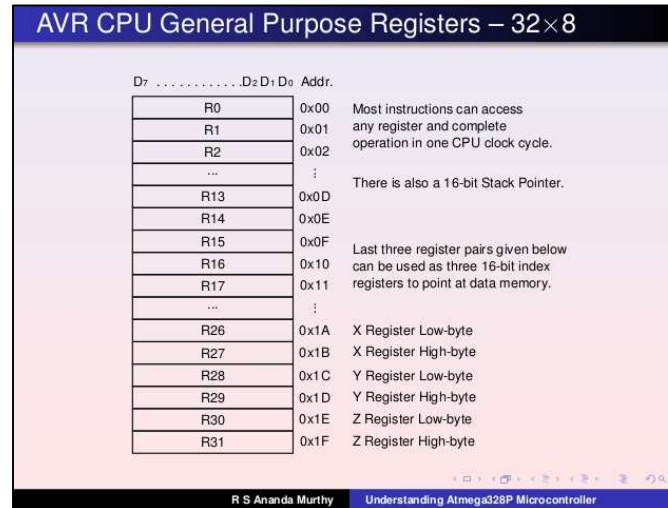 AVR CPU General Purpose Registers – 32×8
D7 . . . . . . . . . . . .D2 D1 D0 Addr.
R0 0x00
R1 0x01
R2 0x02
... ⋮
R13 0x0D
R14 0x0E
R15 0x0F
R16 0x10
R17 0x11
... ⋮
R26 0x1A X Register Low-byte
R27 0x1B X Register High-byte
R28 0x1C Y Register Low-byte
R29 0x1D Y Register High-byte
R30 0x1E Z Register Low-byte
R31 0x1F Z Register High-byte
Most instructions can access
any register and complete
operation in one CPU clock cycle.
There is also a 16-bit Stack Pointer.
Last three register pairs given below
can be used as three 16-bit index
registers to point at data memory.
R S Ananda Murthy Understanding Atmega328P Microcontroller